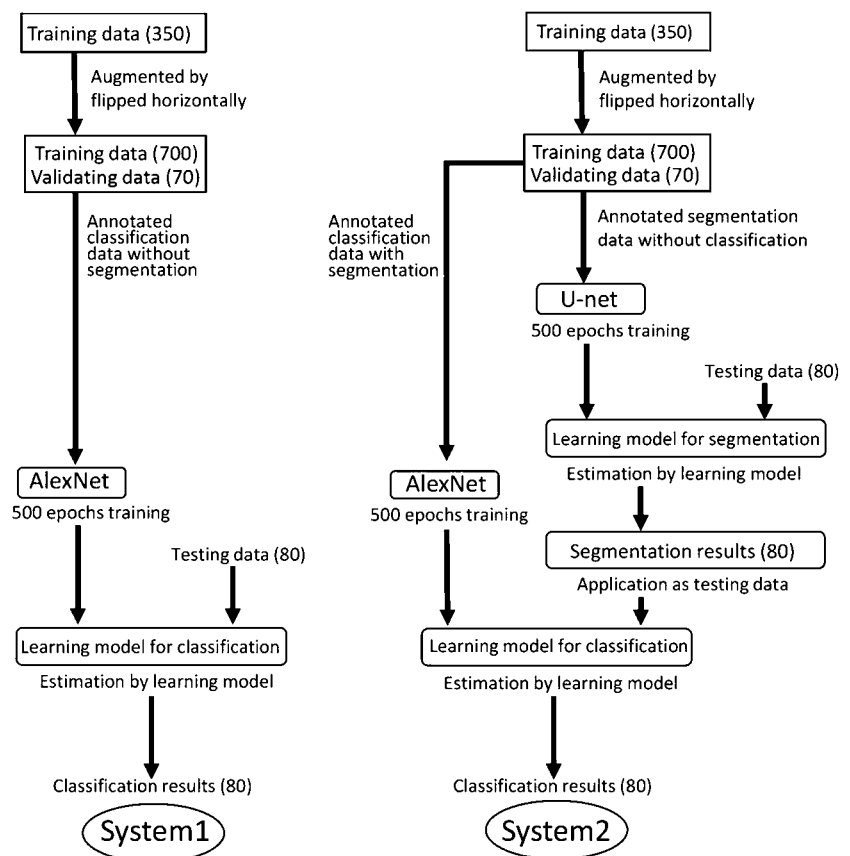 Training data (350)
Augmented by
flipped horizontally
Training data (700)
Validating data (70)
Annotated
classification
data without
segmentation
AlexNet
500 epochs training
Testing data (80)
Learning model for classification
Estimation by learning model
Classification results (80)
System1
Training data (350)
Augmented by
flipped horizontally
Training data (700)
Validating data (70)
Annotated
classification
data with
segmentation
Annotated segmentation
data without classification
U-net
500 epochs training
Testing data (80)
Learning model for segmentation
Estimation by learning model
AlexNet
500 epochs training
Segmentation results (80)
Application as testing data
Learning model for classification
Estimation by learning model
Classification results (80)
System2